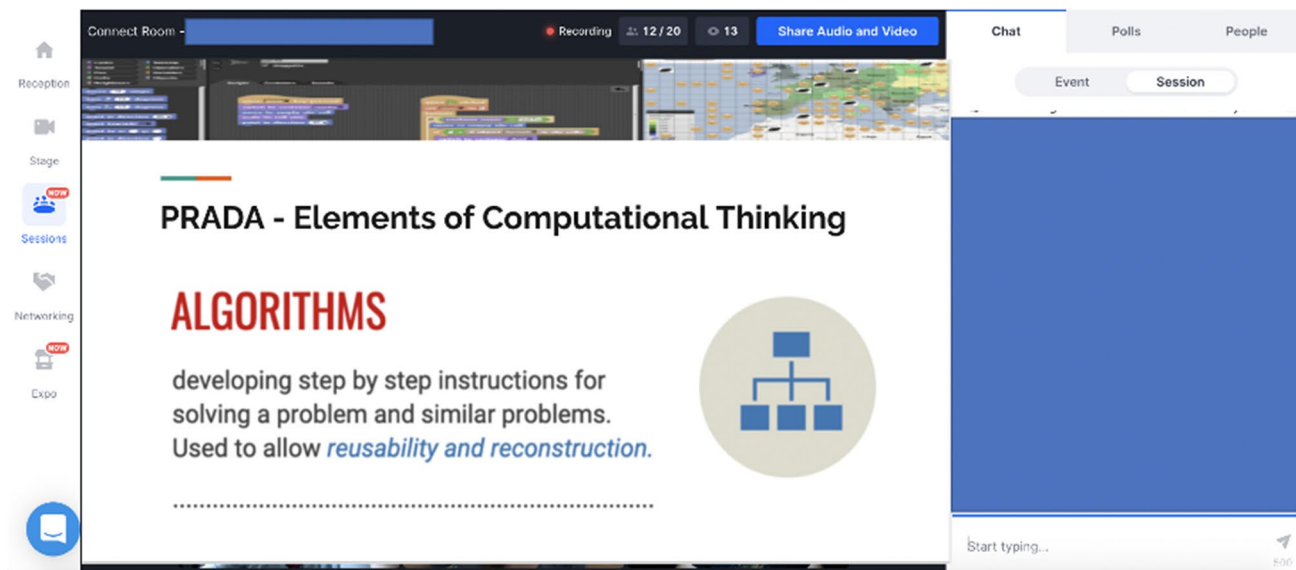 Connect Room -
Recording
12/20
13
Share Audio and Video
Chat
Polls
People
Event
Session
Reception
Stage
NOW
Sessions
Networking
NOW
Expo
PRADA - Elements of Computational Thinking
ALGORITHMS
developing step by step instructions for
solving a problem and similar problems.
Used to allow reusability and reconstruction.
Start typing...
500